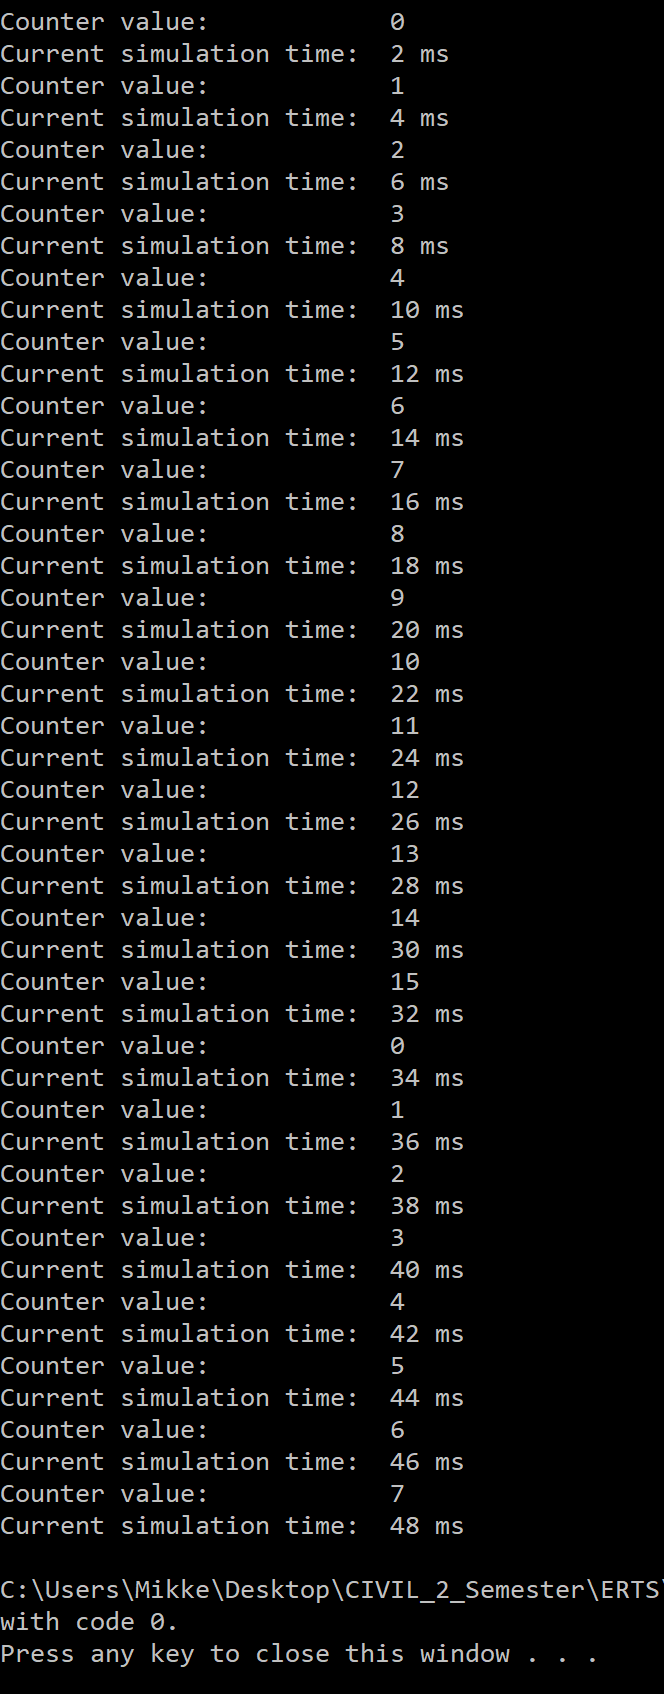 Counter value: 0
Current simulation time: 2 ms
Counter value: 1
Current simulation time: 4 ms
Counter value: 2
Current simulation time: 6 ms
Counter value: 3
Current simulation time: 8 ms
Counter value: 4
Current simulation time: 10 ms
Counter value: 5
Current simulation time: 12 ms
Counter value: 6
Current simulation time: 14 ms
Counter value: 7
Current simulation time: 16 ms
Counter value: 8
Current simulation time: 18 ms
Counter value: 9
Current simulation time: 20 ms
Counter value: 10
Current simulation time: 22 ms
Counter value: 11
Current simulation time: 24 ms
Counter value: 12
Current simulation time: 26 ms
Counter value: 13
Current simulation time: 28 ms
Counter value: 14
Current simulation time: 30 ms
Counter value: 15
Current simulation time: 32 ms
Counter value: 0
Current simulation time: 34 ms
Counter value: 1
Current simulation time: 36 ms
Counter value: 2
Current simulation time: 38 ms
Counter value: 3
Current simulation time: 40 ms
Counter value: 4
Current simulation time: 42 ms
Counter value: 5
Current simulation time: 44 ms
Counter value: 6
Current simulation time: 46 ms
Counter value: 7
Current simulation time: 48 ms
C:\Users\Mikke\Desktop\CIVIL_2_Semester\ERTS\
with code 0.
Press any key to close this window . . .